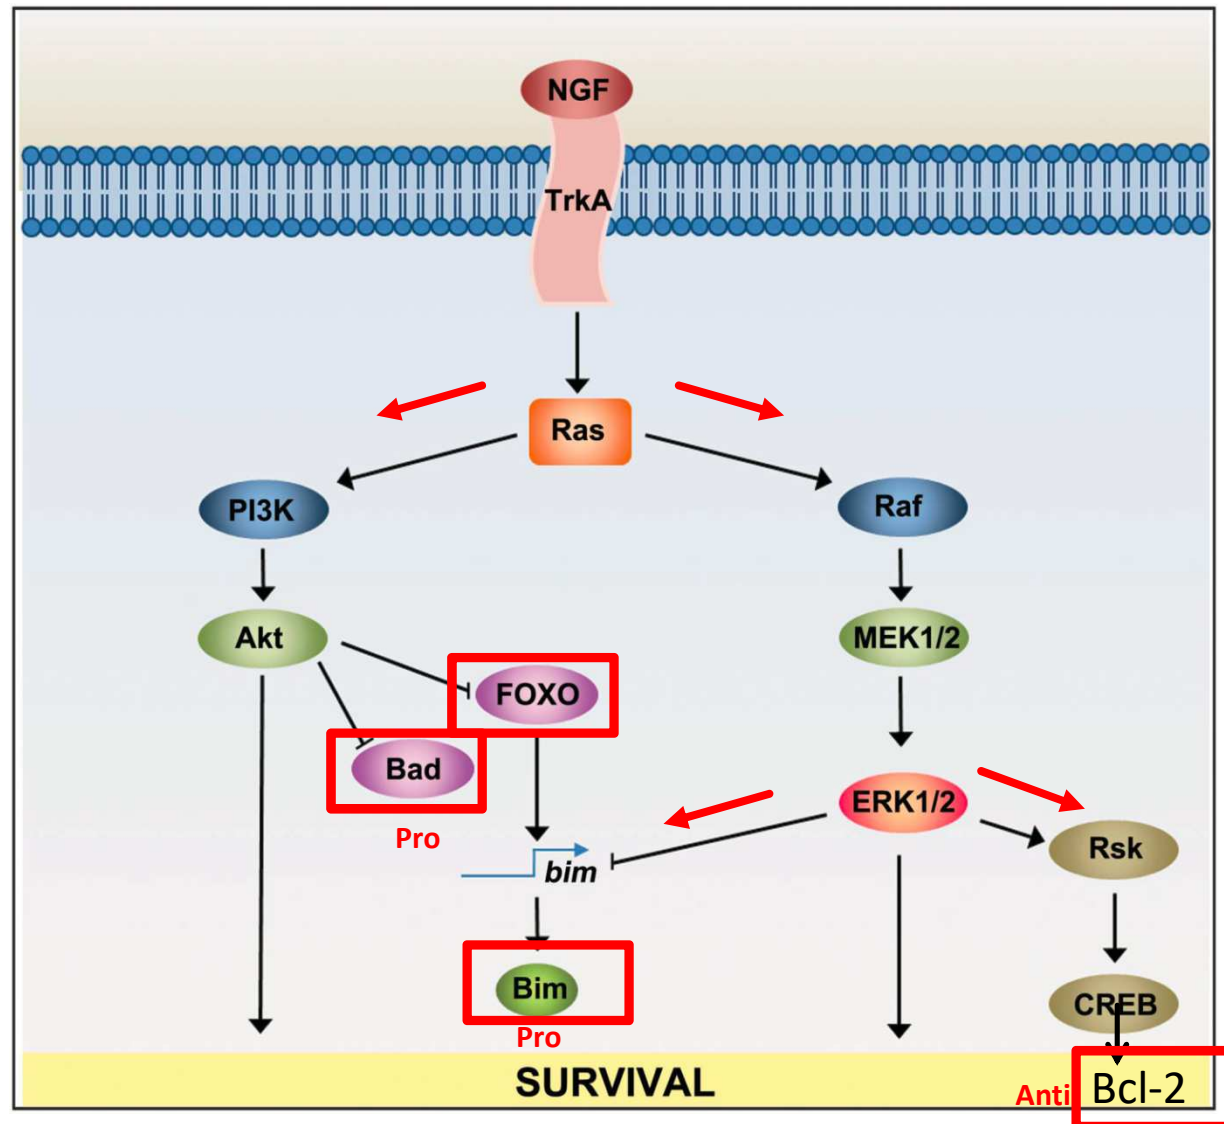 NGF
TrkA
Ras
PI3K
Raf
Akt
MEK1/2
FOXO
Bad
Pro
ERK1/2
Rsk
bim
Bim
Pro
CREB
SURVIVAL
Anti
Bcl-2